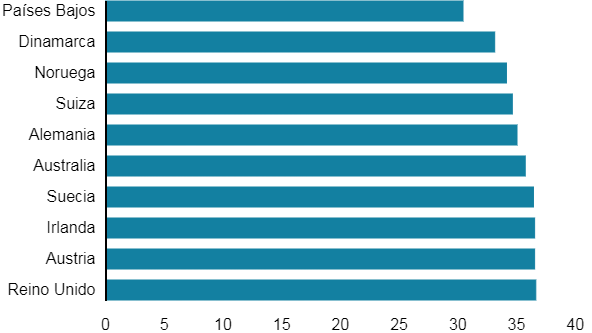 Países Bajos
Dinamarca
Noruega
Suiza
Alemania
Australia
Suecia
Irlanda
Austria
Reino Unido
0 5 10 15 20 25 30 35 40